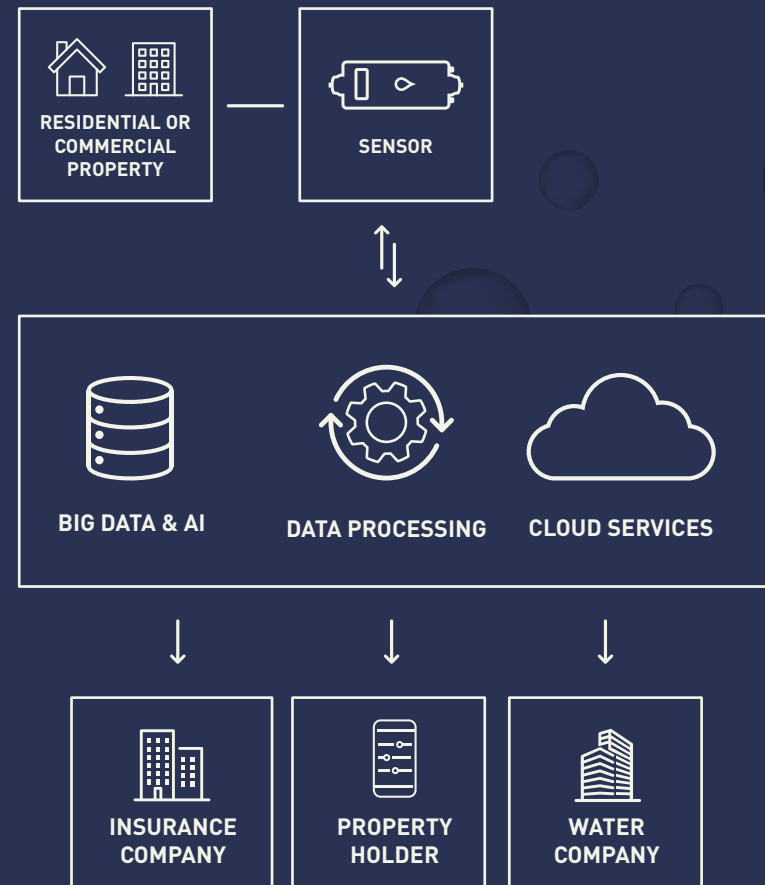 RESIDENTIAL OR
COMMERCIAL
PROPERTY
SENSOR
BIG DATA & AI
DATA PROCESSING
CLOUD SERVICES
INSURANCE
COMPANY
PROPERTY
HOLDER
WATER
COMPANY